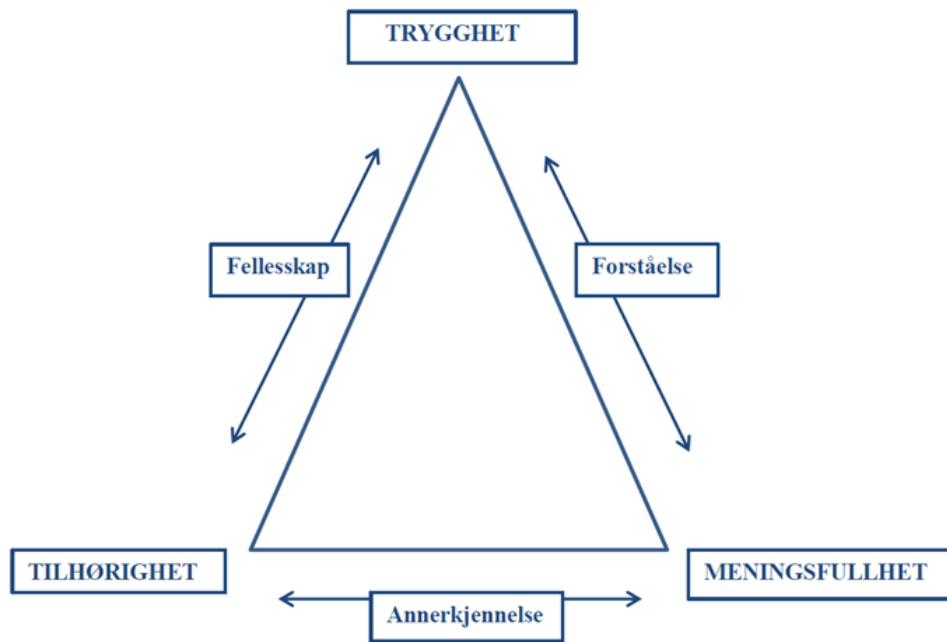 TRYGGHET
Fellesskap
Forståelse
TILHØRIGHET
MENINGSFULLHET
Annerkjennelse